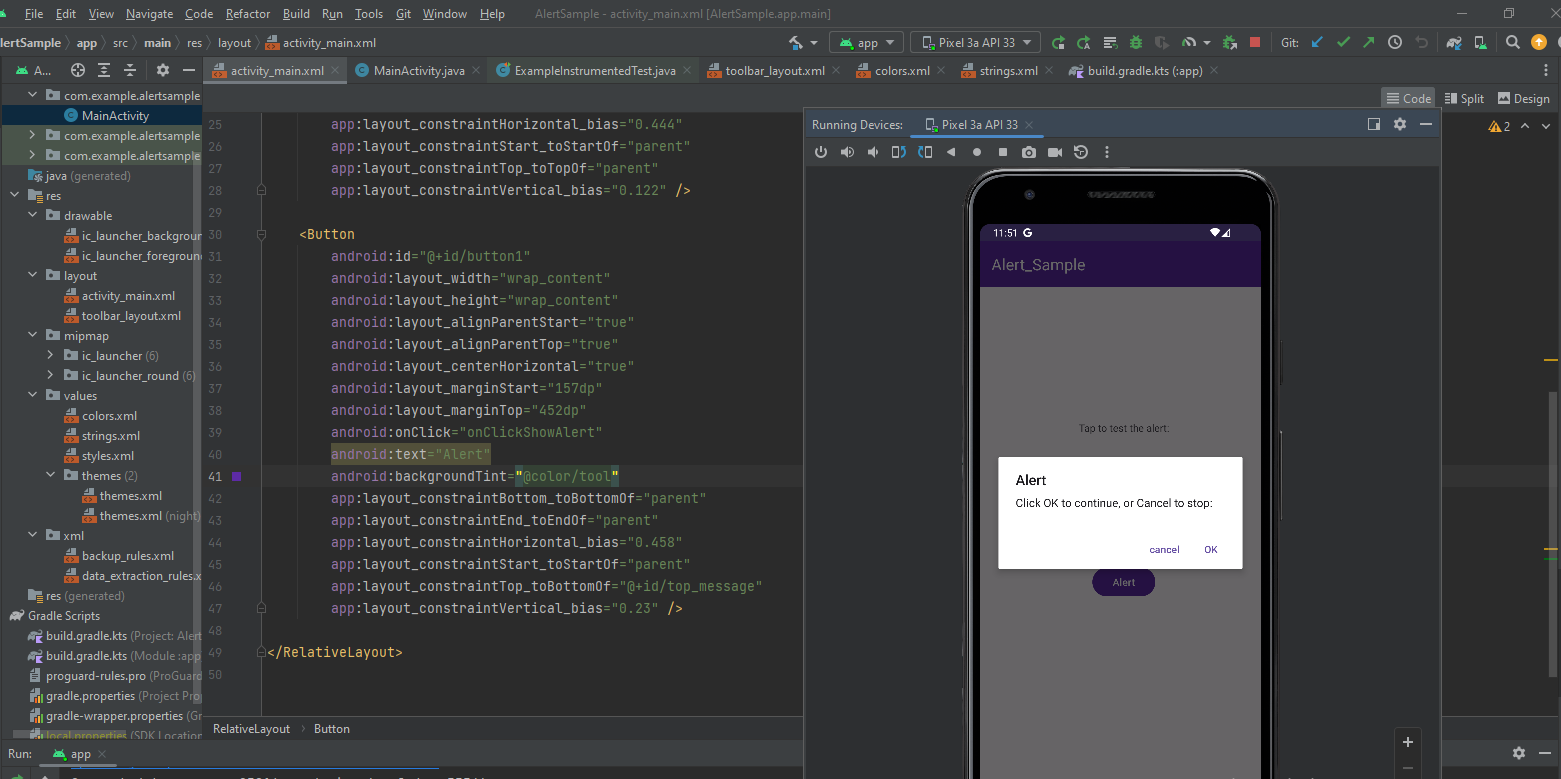 File Edit View Navigate Code Refactor Build Run Tools Git Window Help AlertSample - activity_main.xml [AlertSample.app.main]
lertSample app src main res layout activity_main.xml
app Pixel 3a API 33 Git:
A... activity_main.xml MainActivity.java ExampleInstrumentedTest.java toolbar_layout.xml colors.xml strings.xml build.gradle.kts (:app)
Code Split Design
2
com.example.alertsample
MainActivity
com.example.alertsample
com.example.alertsample
java (generated)
res
drawable
ic_launcher_backgroun
ic_launcher_foreground
layout
activity_main.xml
toolbar_layout.xml
mipmap
ic_launcher (6)
ic_launcher_round (6)
values
colors.xml
strings.xml
styles.xml
themes (2)
themes.xml
themes.xml (night)
xml
backup_rules.xml
data_extraction_rules.x
res (generated)
Gradle Scripts
build.gradle.kts (Project: Alert
build.gradle.kts (Module :app
proguard-rules.pro (ProGuard
gradle.properties (Project Pro
gradle-wrapper.properties (Gr
local.properties (SDK Location
25 app:layout_constraintHorizontal_bias="0.444"
26 app:layout_constraintStart_toStartOf="parent"
27 app:layout_constraintTop_toTopOf="parent"
28 app:layout_constraintVertical_bias="0.122" />
29
30 <Button
31 android:id="@+id/button1"
32 android:layout_width="wrap_content"
33 android:layout_height="wrap_content"
34 android:layout_alignParentStart="true"
35 android:layout_alignParentTop="true"
36 android:layout_centerHorizontal="true"
37 android:layout_marginStart="157dp"
38 android:layout_marginTop="452dp"
39 android:onClick="onClickShowAlert"
40 android:text="Alert"
41 android:backgroundTint="@color/tool"
42 app:layout_constraintBottom_toBottomOf="parent"
43 app:layout_constraintEnd_toEndOf="parent"
44 app:layout_constraintHorizontal_bias="0.458"
45 app:layout_constraintStart_toStartOf="parent"
46 app:layout_constraintTop_toBottomOf="@+id/top_message"
47 app:layout_constraintVertical_bias="0.23" />
48
49 </RelativeLayout>
50
RelativeLayout Button
Running Devices: Pixel 3a API 33
11:51 G
Alert_Sample
Tap to test the alert:
Alert
Click OK to continue, or Cancel to stop:
cancel OK
Alert
Run: app